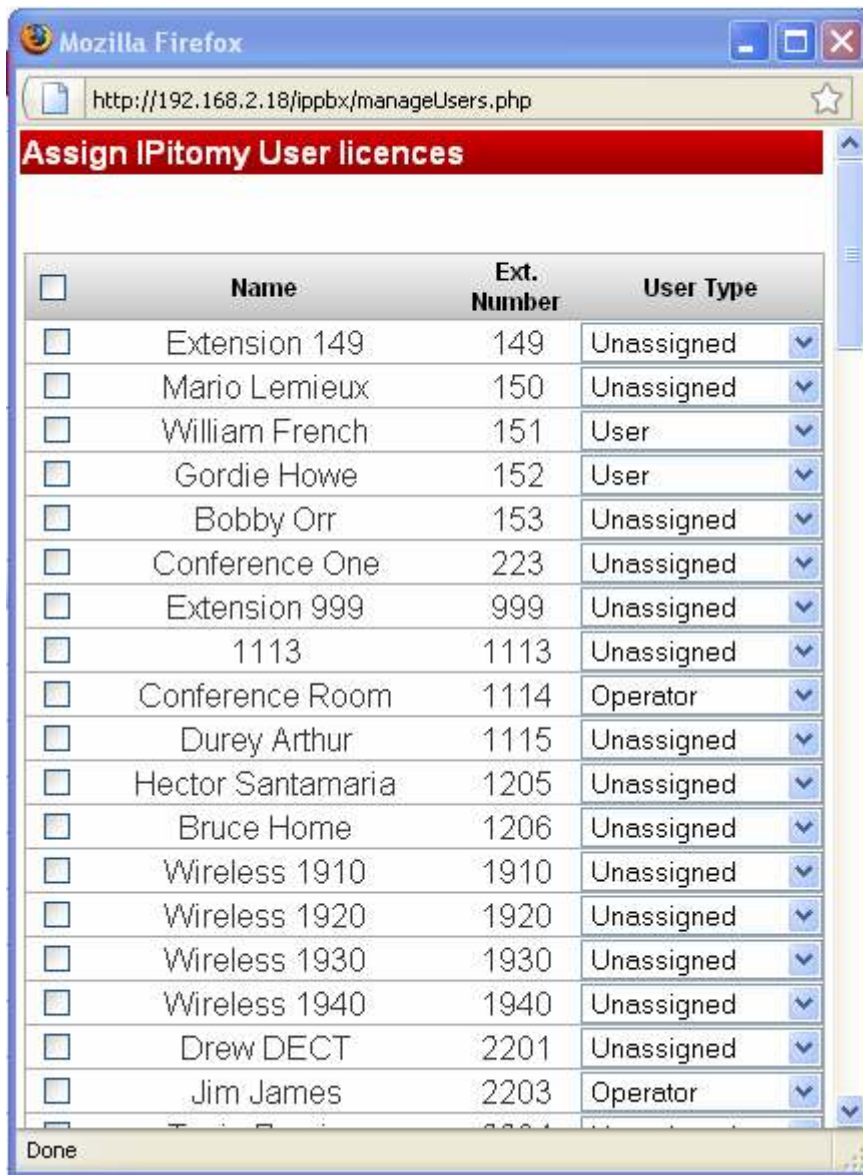 Mozilla Firefox
http://192.168.2.18/ippbx/manageUsers.php
Assign IPitomy User licences
Name Ext. Number User Type
Extension 149 149 Unassigned
Mario Lemieux 150 Unassigned
William French 151 User
Gordie Howe 152 User
Bobby Orr 153 Unassigned
Conference One 223 Unassigned
Extension 999 999 Unassigned
1113 1113 Unassigned
Conference Room 1114 Operator
Durey Arthur 1115 Unassigned
Hector Santamaria 1205 Unassigned
Bruce Home 1206 Unassigned
Wireless 1910 1910 Unassigned
Wireless 1920 1920 Unassigned
Wireless 1930 1930 Unassigned
Wireless 1940 1940 Unassigned
Drew DECT 2201 Unassigned
Jim James 2203 Operator
Done